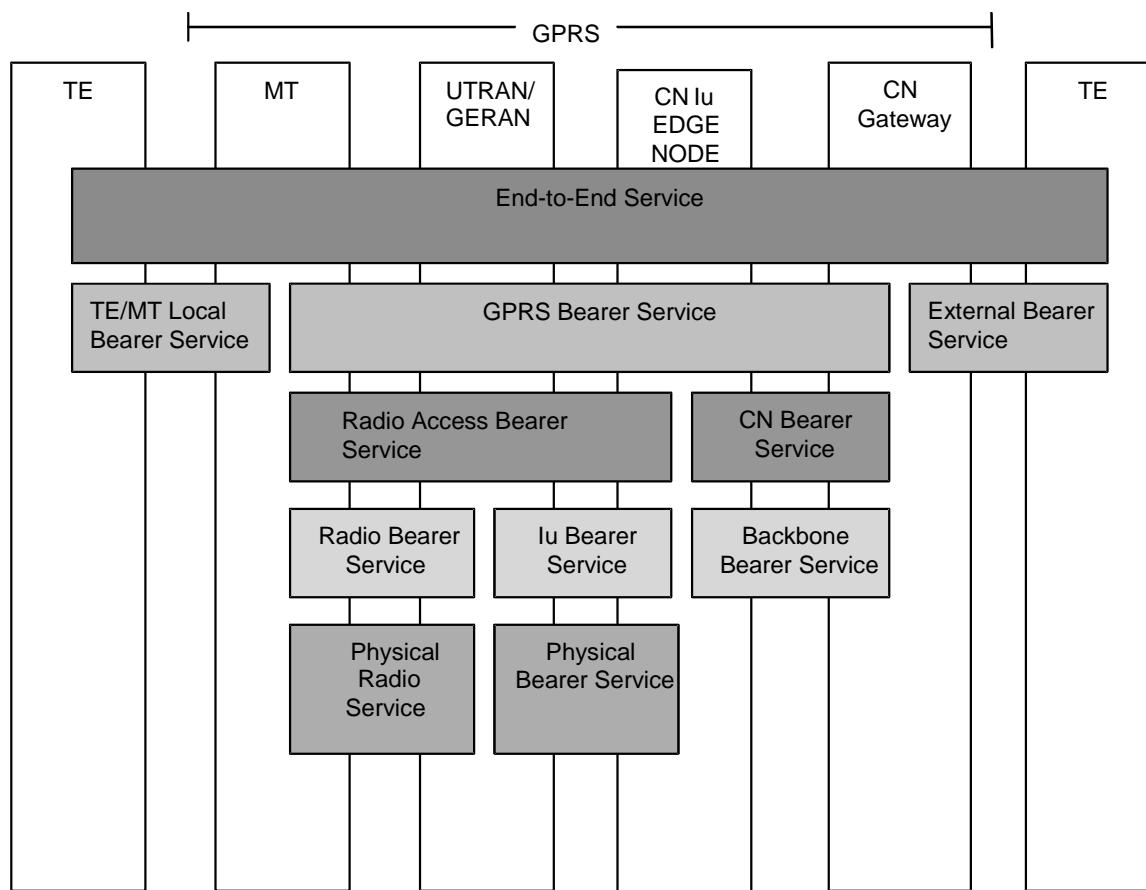 GPRS
TE
MT
UTRAN/
GERAN
CN Iu
EDGE
NODE
CN
Gateway
TE
End-to-End Service
TE/MT Local
Bearer Service
GPRS Bearer Service
External Bearer
Service
Radio Access Bearer
Service
CN Bearer
Service
Radio Bearer
Service
Iu Bearer
Service
Backbone
Bearer Service
Physical
Radio
Service
Physical
Bearer Service